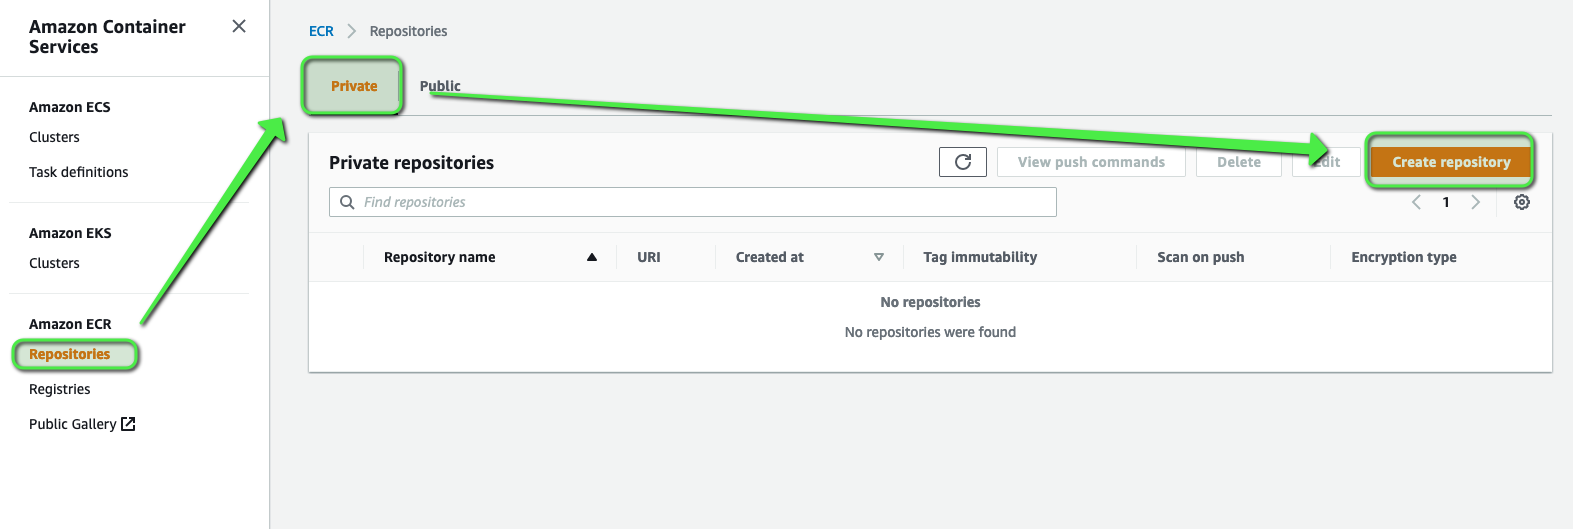 Amazon Container
Services
Amazon ECS
Clusters
Task definitions
Amazon EKS
Clusters
Amazon ECR
Repositories
Registries
Public Gallery
ECR > Repositories
Private Public
Private repositories
View push commands Delete Edit Create repository
Find repositories
1
Repository name URI Created at Tag immutability Scan on push Encryption type
No repositories
No repositories were found